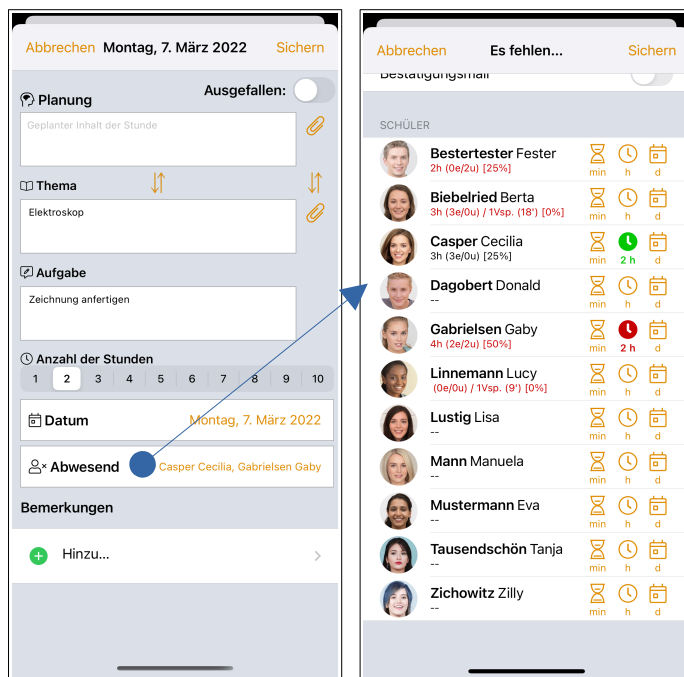 Abbrechen Montag, 7. März 2022 Sichern
Ausgefallen:
Planung
Geplanter Inhalt der Stunde
Thema
Elektroskop
Aufgabe
Zeichnung anfertigen
Anzahl der Stunden
1 2 3 4 5 6 7 8 9 10
Datum Montag, 7. März 2022
Abwesend Casper Cecilia, Gabrielsen Gaby
Bemerkungen
Hinzu...
Abbrechen Es fehlen... Sichern
Bestätigungsmail
SCHÜLER
Bestertester Fester
2h (0e/2u) [25%]
min h d
Biebelried Berta
3h (3e/0u) / 1Vsp. (18') [0%]
min h d
Casper Cecilia
3h (3e/0u) [25%]
min 2 h d
Dagobert Donald
--
min h d
Gabrielsen Gaby
4h (2e/2u) [50%]
min 2 h d
Linnemann Lucy
(0e/0u) / 1Vsp. (9') [0%]
min h d
Lustig Lisa
--
min h d
Mann Manuela
--
min h d
Mustermann Eva
--
min h d
Tausendschön Tanja
--
min h d
Zichowitz Zilly
--
min h d